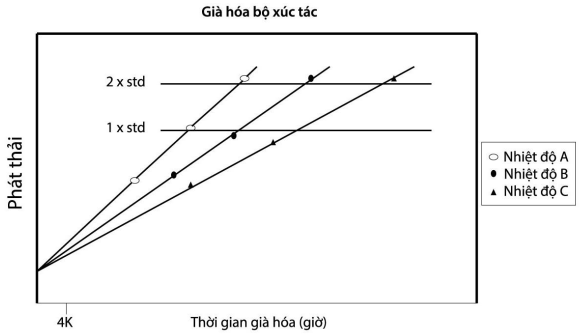 Già hóa bộ xúc tác
2 x std
1 x std
Phát thải
Nhiệt độ A
Nhiệt độ B
Nhiệt độ C
4K
Thời gian già hóa (giờ)